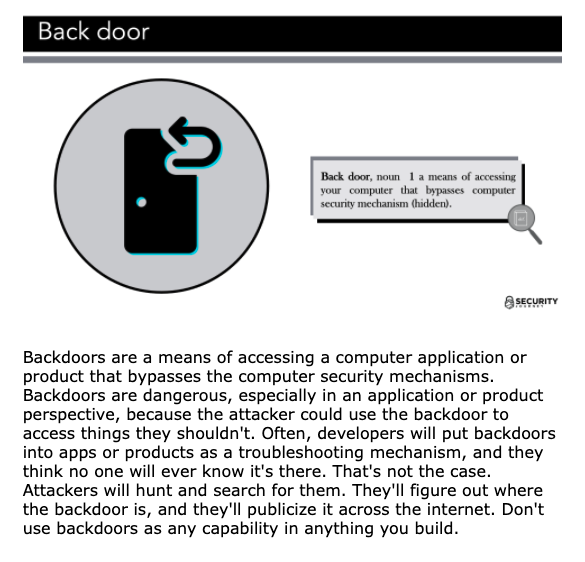 Back door
Back door, noun 1 a means of accessing
your computer that bypasses computer
security mechanism (hidden).
SECURITY
JOURNEY
Backdoors are a means of accessing a computer application or
product that bypasses the computer security mechanisms.
Backdoors are dangerous, especially in an application or product
perspective, because the attacker could use the backdoor to
access things they shouldn't. Often, developers will put backdoors
into apps or products as a troubleshooting mechanism, and they
think no one will ever know it's there. That's not the case.
Attackers will hunt and search for them. They'll figure out where
the backdoor is, and they'll publicize it across the internet. Don't
use backdoors as any capability in anything you build.